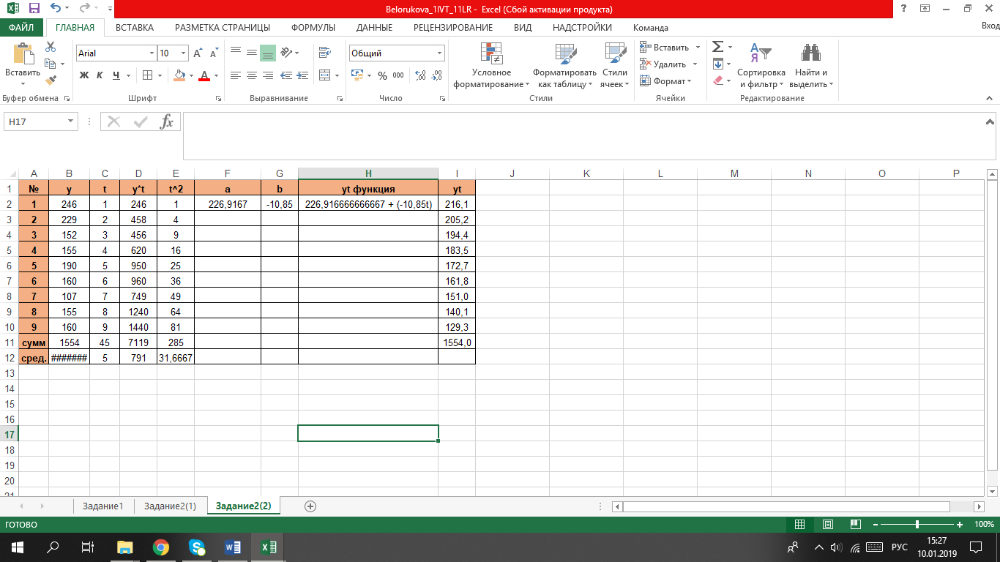 Belorukova_1IVT_11LR - Excel (Сбой активации продукта)
ФАЙЛ ГЛАВНАЯ ВСТАВКА РАЗМЕТКА СТРАНИЦЫ ФОРМУЛЫ ДАННЫЕ РЕЦЕНЗИРОВАНИЕ ВИД НАДСТРОЙКИ Команда Вход
Вставить
Arial 10
Ж К Ч
Общий
% 000
Условное форматирование
Форматировать как таблицу
Стили ячеек
Вставить
Удалить
Формат
Сортировка и фильтр
Найти и выделить
Буфер обмена Шрифт Выравнивание Число Стили Ячейки Редактирование
H17 fx
A B C D E F G H I J K L M N O P
1 № y t y*t t^2 a b yt функция yt
2 1 246 1 246 1 226,9167 -10,85 226,916666666667 + (-10,85t) 216,1
3 2 229 2 458 4 205,2
4 3 152 3 456 9 194,4
5 4 155 4 620 16 183,5
6 5 190 5 950 25 172,7
7 6 160 6 960 36 161,8
8 7 107 7 749 49 151,0
9 8 155 8 1240 64 140,1
10 9 160 9 1440 81 129,3
11 сумм 1554 45 7119 285 1554,0
12 сред. ####### 5 791 31,6667
13
14
15
16
17
18
19
20
21
Задание1 Задание2(1) Задание2(2)
ГОТОВО 100%
РУС 15:27
10.01.2019